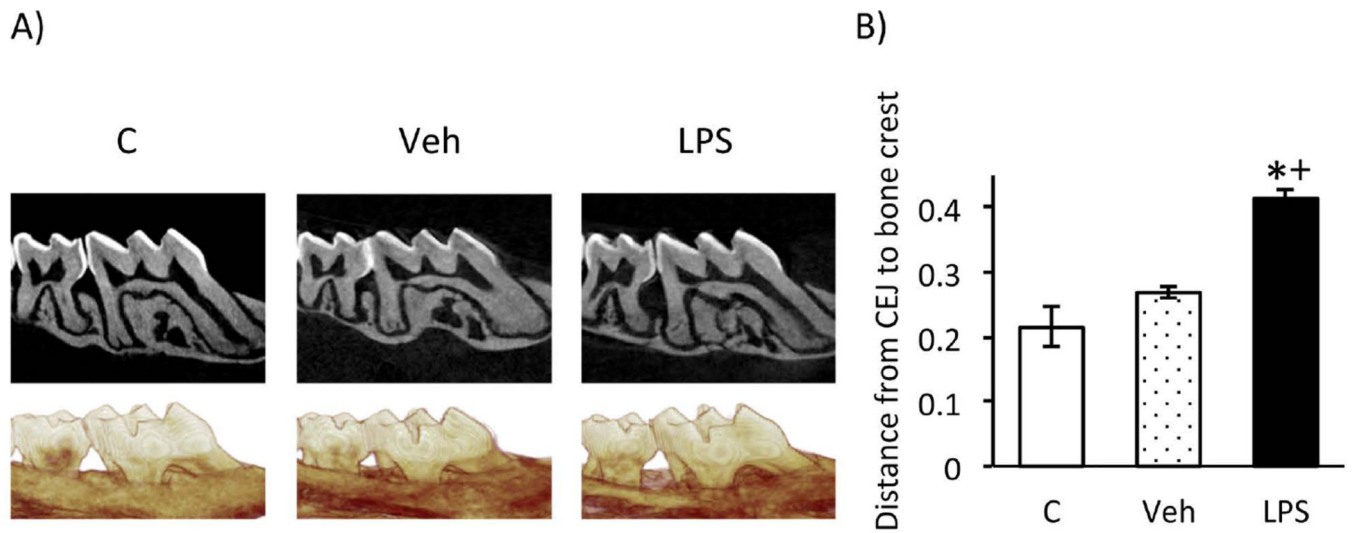 A)
C
Veh
LPS
B)
Distance from CEJ to bone crest
*+
0.4
0.3
0.2
0.1
0
C
Veh
LPS